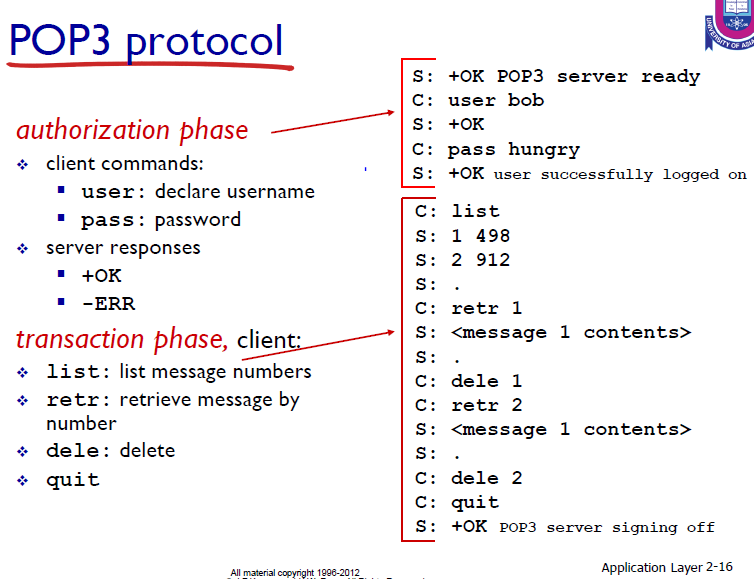 POP3 protocol
authorization phase
client commands:
user: declare username
pass: password
server responses
+OK
-ERR
transaction phase, client:
list: list message numbers
retr: retrieve message by
number
dele: delete
quit
S: +OK POP3 server ready
C: user bob
S: +OK
C: pass hungry
S: +OK user successfully logged on
C: list
S: 1 498
S: 2 912
S: .
C: retr 1
S: <message 1 contents>
S: .
C: dele 1
C: retr 2
S: <message 1 contents>
S: .
C: dele 2
C: quit
S: +OK POP3 server signing off
UNIVERSITY OF ASIA
All material copyright 1996-2012
Application Layer 2-16